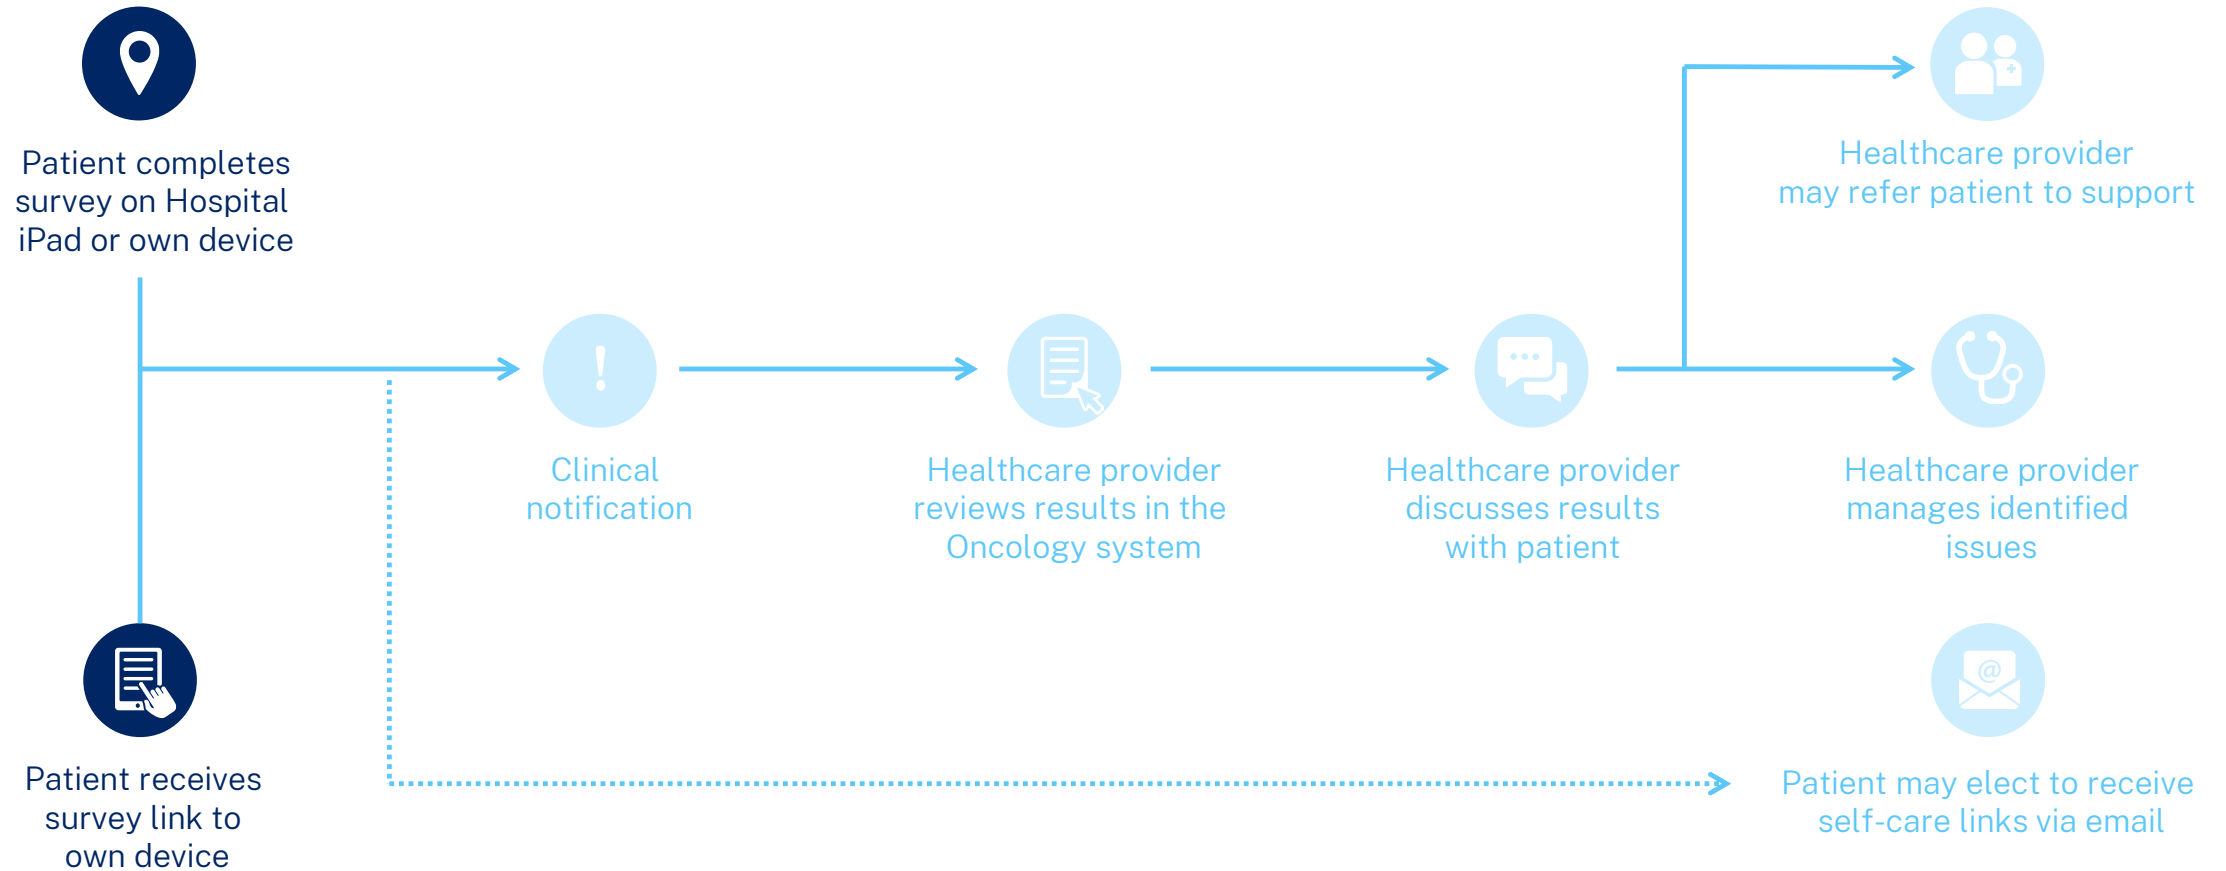 Patient completes
survey on Hospital
iPad or own device
Patient receives
survey link to
own device
!
Clinical
notification
Healthcare provider
reviews results in the
Oncology system
Healthcare provider
discusses results
with patient
Healthcare provider
may refer patient to support
Healthcare provider
manages identified
issues
@
Patient may elect to receive
self-care links via email